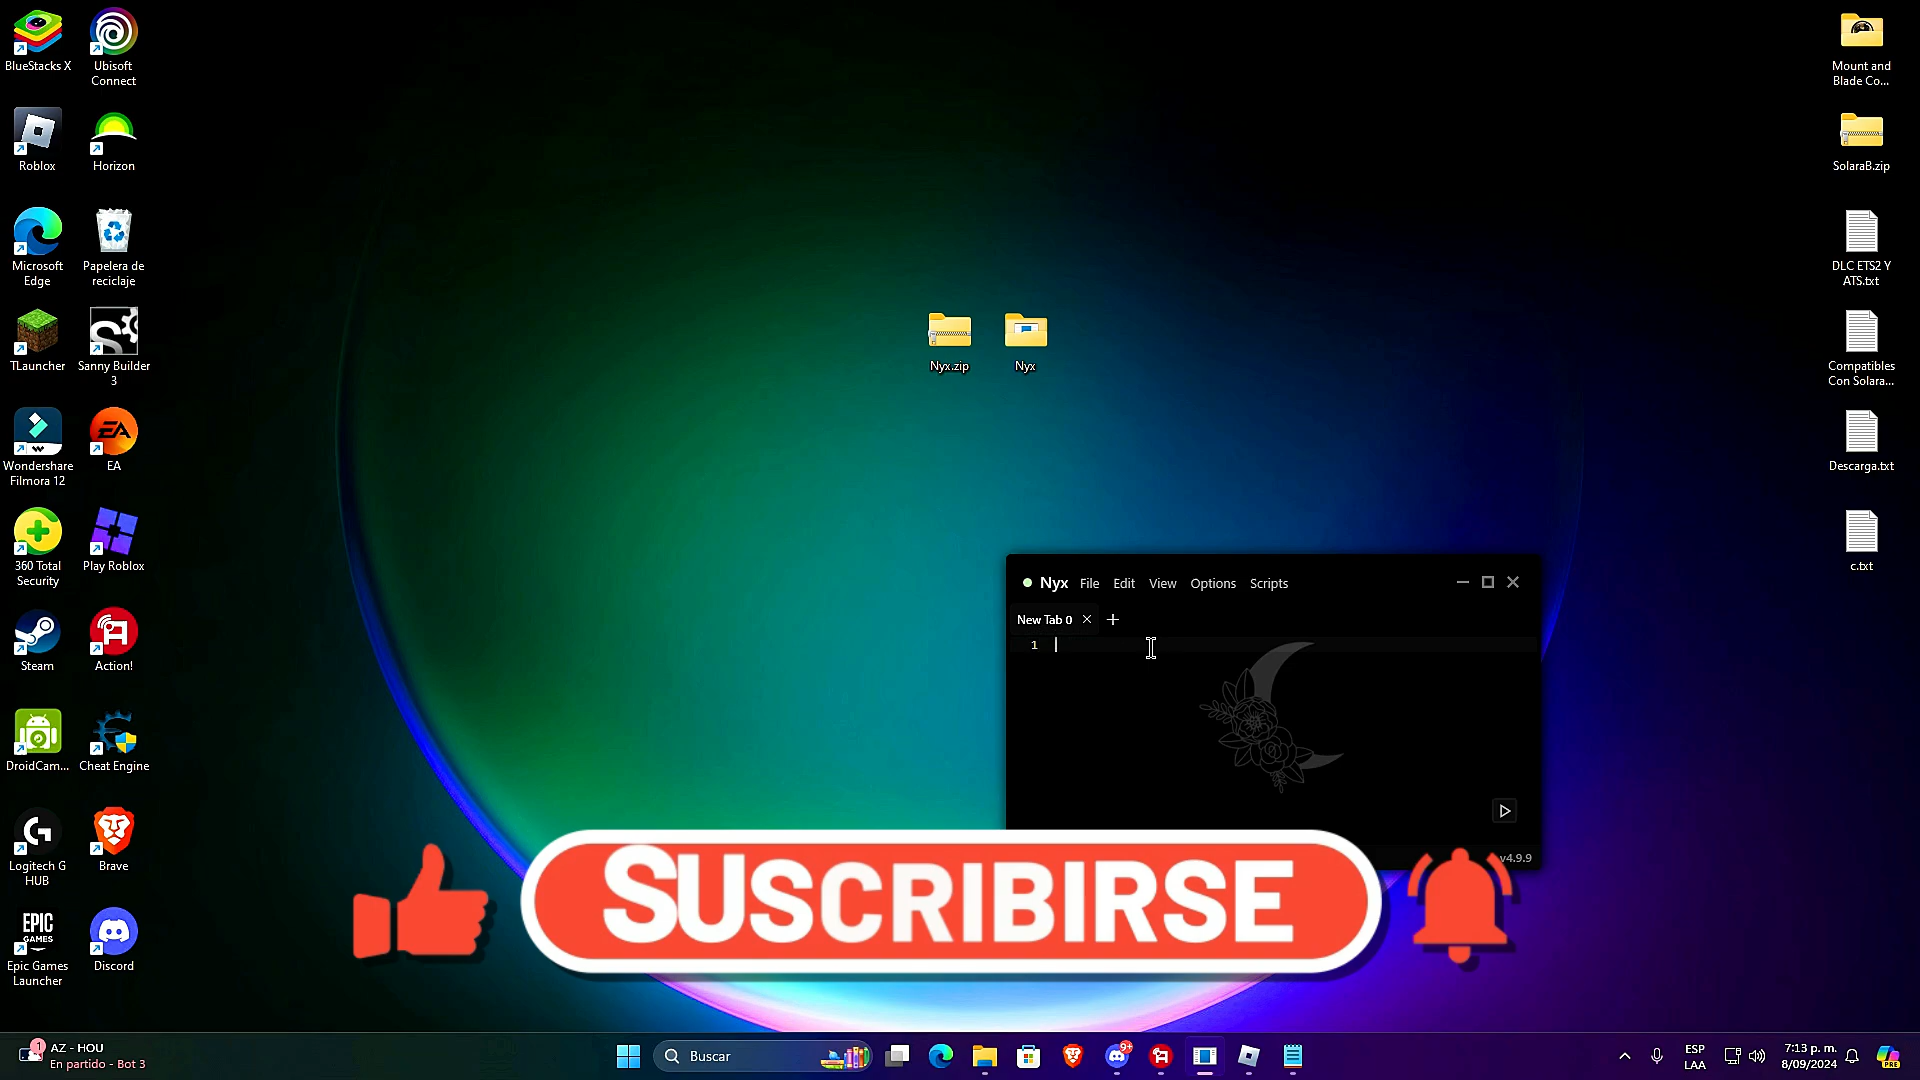 BlueStacks X
Ubisoft
Connect
Roblox
Horizon
Microsoft
Edge
Papelera de
reciclaje
TLauncher
Sanny Builder
3
Wondershare
Filmora 12
EA
EA
360 Total
Security
Play Roblox
Steam
Action!
DroidCam...
Cheat Engine
Logitech G
HUB
Brave
EPIC
GAMES
Epic Games
Launcher
Discord
Nyx.zip
Nyx
Mount and
Blade Co...
SolaraB.zip
DLC ETS2 Y
ATS.txt
Compatibles
Con Solara...
Descarga.txt
c.txt
Nyx File Edit View Options Scripts
New Tab 0
1
v4.9.9
SUSCRIBIRSE
1
AZ - HOU
En partido - Bot 3
Buscar
9+
ESP
LAA
7:13 p. m.
8/09/2024
PRE